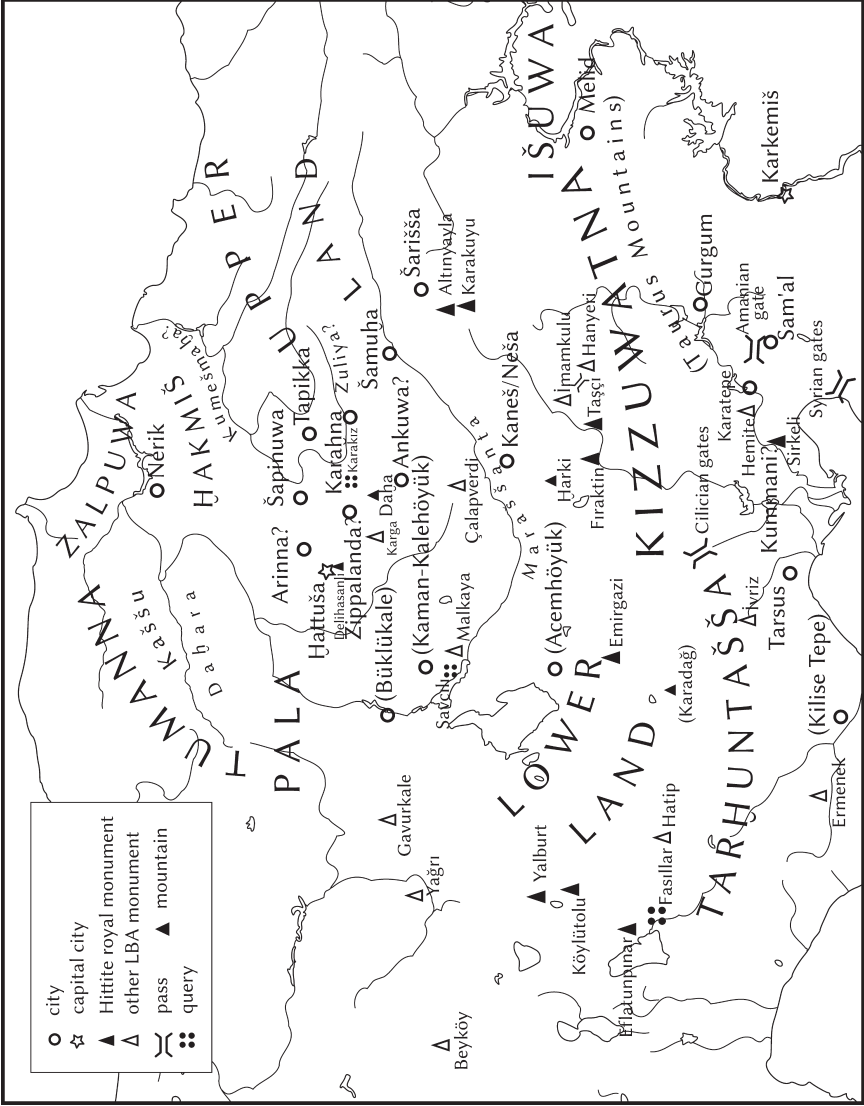 city
capital city
Hittite royal monument
other LBA monument
pass
mountain
query
TUMANNA
ZALPUWA
Kaššu
Daḫara
PALA
Nerik
ḪAKMIŠ
Kumešmaḫa?
UPPER
LAND
Arinna?
Šapinuwa
Tapikka
Zuliya?
Ḫattuša
Delihasanlı
Zippalanda?
Karahna
Karakız
Karga
Daḫa
Ankuwa?
Šamuḫa
Šarišša
Altınyayla
Karakuyu
(Büklükale)
(Kaman-Kalehöyük)
Savcılı
Malkaya
Çalapverdi
Maraššanta
Kaneš/Neša
IŠUWA
Melid
(Taurus Mountains)
KIZZUWATNA
İmamkulu
Hanyeri
Taşçı
Fıraktin
Ḫarki
(Acemhöyük)
Emirgazi
LOWER
LAND
(Karadağ)
Gavurkale
Yağrı
Beyköy
Yalburt
Köylütolu
Eflatunpınar
Fasıllar
Hatip
TARḪUNTAŠŠA
İvriz
Cilician gates
Kummani?
Tarsus
(Kilise Tepe)
Ermenek
Sirkeli
Hemite
Karatepe
Gurgum
Amanian
gate
Sam'al
Syrian gates
Karkemiš